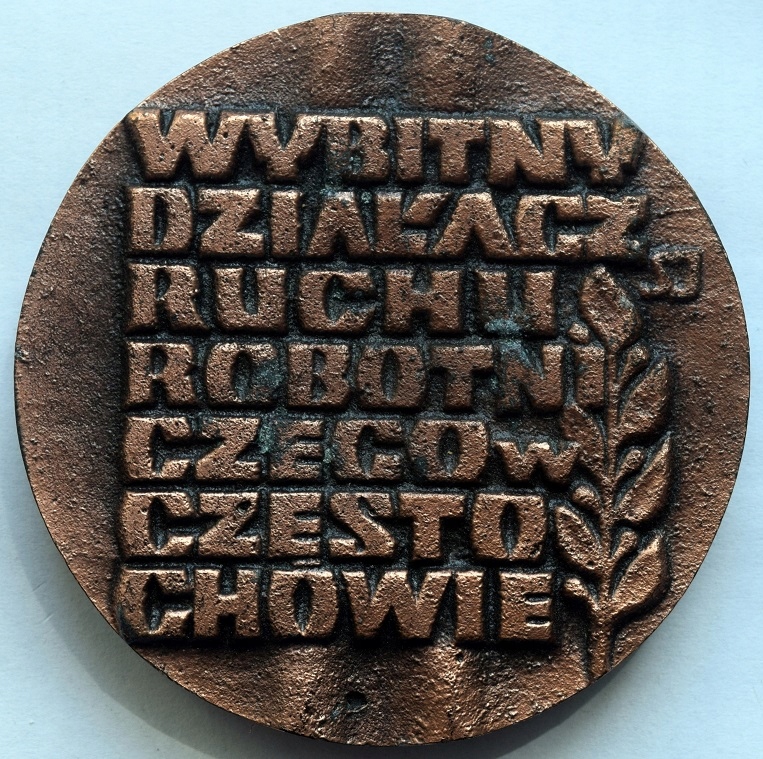 WYBITNY
DZIAŁACZ
RUCHU
ROBOTNI
CZEGO w
CZĘSTO
CHOWIE